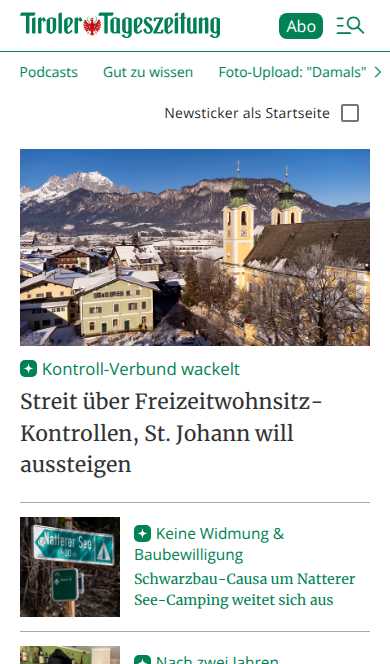 Tiroler Tageszeitung
Abo
Podcasts Gut zu wissen Foto-Upload: "Damals"
Newsticker als Startseite
Kontroll-Verbund wackelt
Streit über Freizeitwohnsitz-
Kontrollen, St. Johann will
aussteigen
Natterer See
Keine Widmung &
Baubewilligung
Schwarzbau-Causa um Natterer
See-Camping weitet sich aus
Nach zwei Jahren